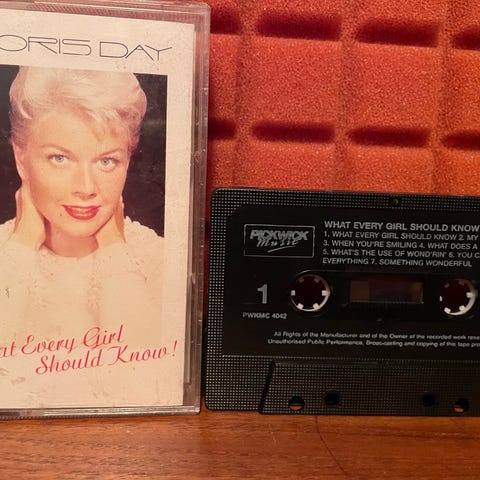 ORIS DAY
at Every Girl
Should Know!
PICKWICK
Music
WHAT EVERY GIRL SHOULD KNOW
1. WHAT EVERY GIRL SHOULD KNOW 2. MY
3. WHEN YOU'RE SMILING 4. WHAT DOES A
5. WHAT'S THE USE OF WOND'RIN' 6. YOU C
EVERYTHING 7. SOMETHING WONDERFUL
1
PWKMC 4042
All Rights of the Manufacturer and of the Owner of the recorded work rese
Unauthorised Public Performance, Broadcasting and copying of this tape pro